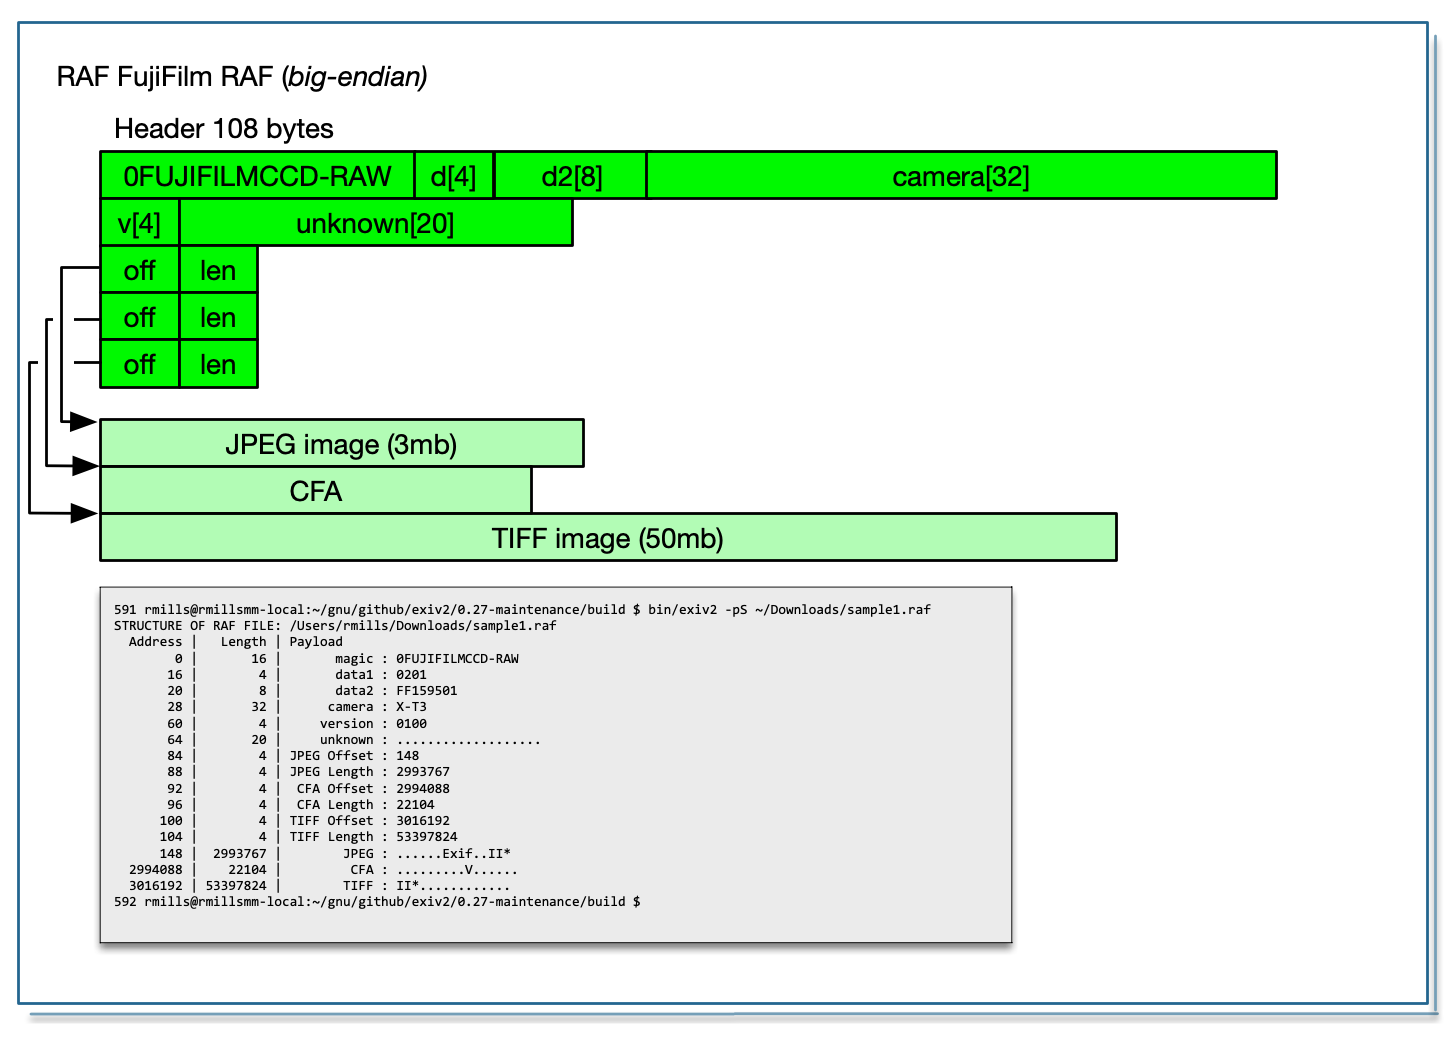 RAF FujiFilm RAF (big-endian)
Header 108 bytes
0FUJIFILMCCD-RAW d[4] d2[8] camera[32]
v[4] unknown[20]
off len
off len
off len
JPEG image (3mb)
CFA
TIFF image (50mb)
591 rmills@rmillsmm-local:~/gnu/github/exiv2/0.27-maintenance/build $ bin/exiv2 -pS ~/Downloads/sample1.raf
STRUCTURE OF RAF FILE: /Users/rmills/Downloads/sample1.raf
Address | Length | Payload
0 | 16 | magic : 0FUJIFILMCCD-RAW
16 | 4 | data1 : 0201
20 | 8 | data2 : FF159501
28 | 32 | camera : X-T3
60 | 4 | version : 0100
64 | 20 | unknown : ...................
84 | 4 | JPEG Offset : 148
88 | 4 | JPEG Length : 2993767
92 | 4 | CFA Offset : 2994088
96 | 4 | CFA Length : 22104
100 | 4 | TIFF Offset : 3016192
104 | 4 | TIFF Length : 53397824
148 | 2993767 | JPEG : ......Exif..II*
2994088 | 22104 | CFA : .........V......
3016192 | 53397824 | TIFF : II*............
592 rmills@rmillsmm-local:~/gnu/github/exiv2/0.27-maintenance/build $